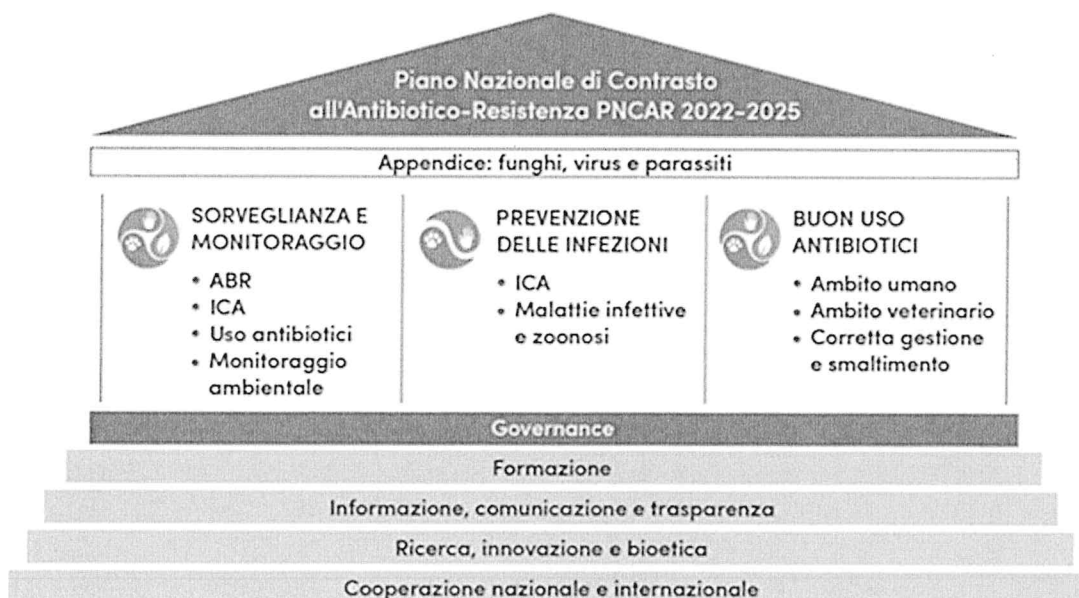 Piano Nazionale di Contrasto
all'Antibiotico-Resistenza PNCAR 2022-2025
Appendice: funghi, virus e parassiti
SORVEGLIANZA E
MONITORAGGIO
• ABR
• ICA
• Uso antibiotici
• Monitoraggio
ambientale
PREVENZIONE
DELLE INFEZIONI
• ICA
• Malattie infettive
e zoonosi
BUON USO
ANTIBIOTICI
• Ambito umano
• Ambito veterinario
• Corretta gestione
e smaltimento
Governance
Formazione
Informazione, comunicazione e trasparenza
Ricerca, innovazione e bioetica
Cooperazione nazionale e internazionale